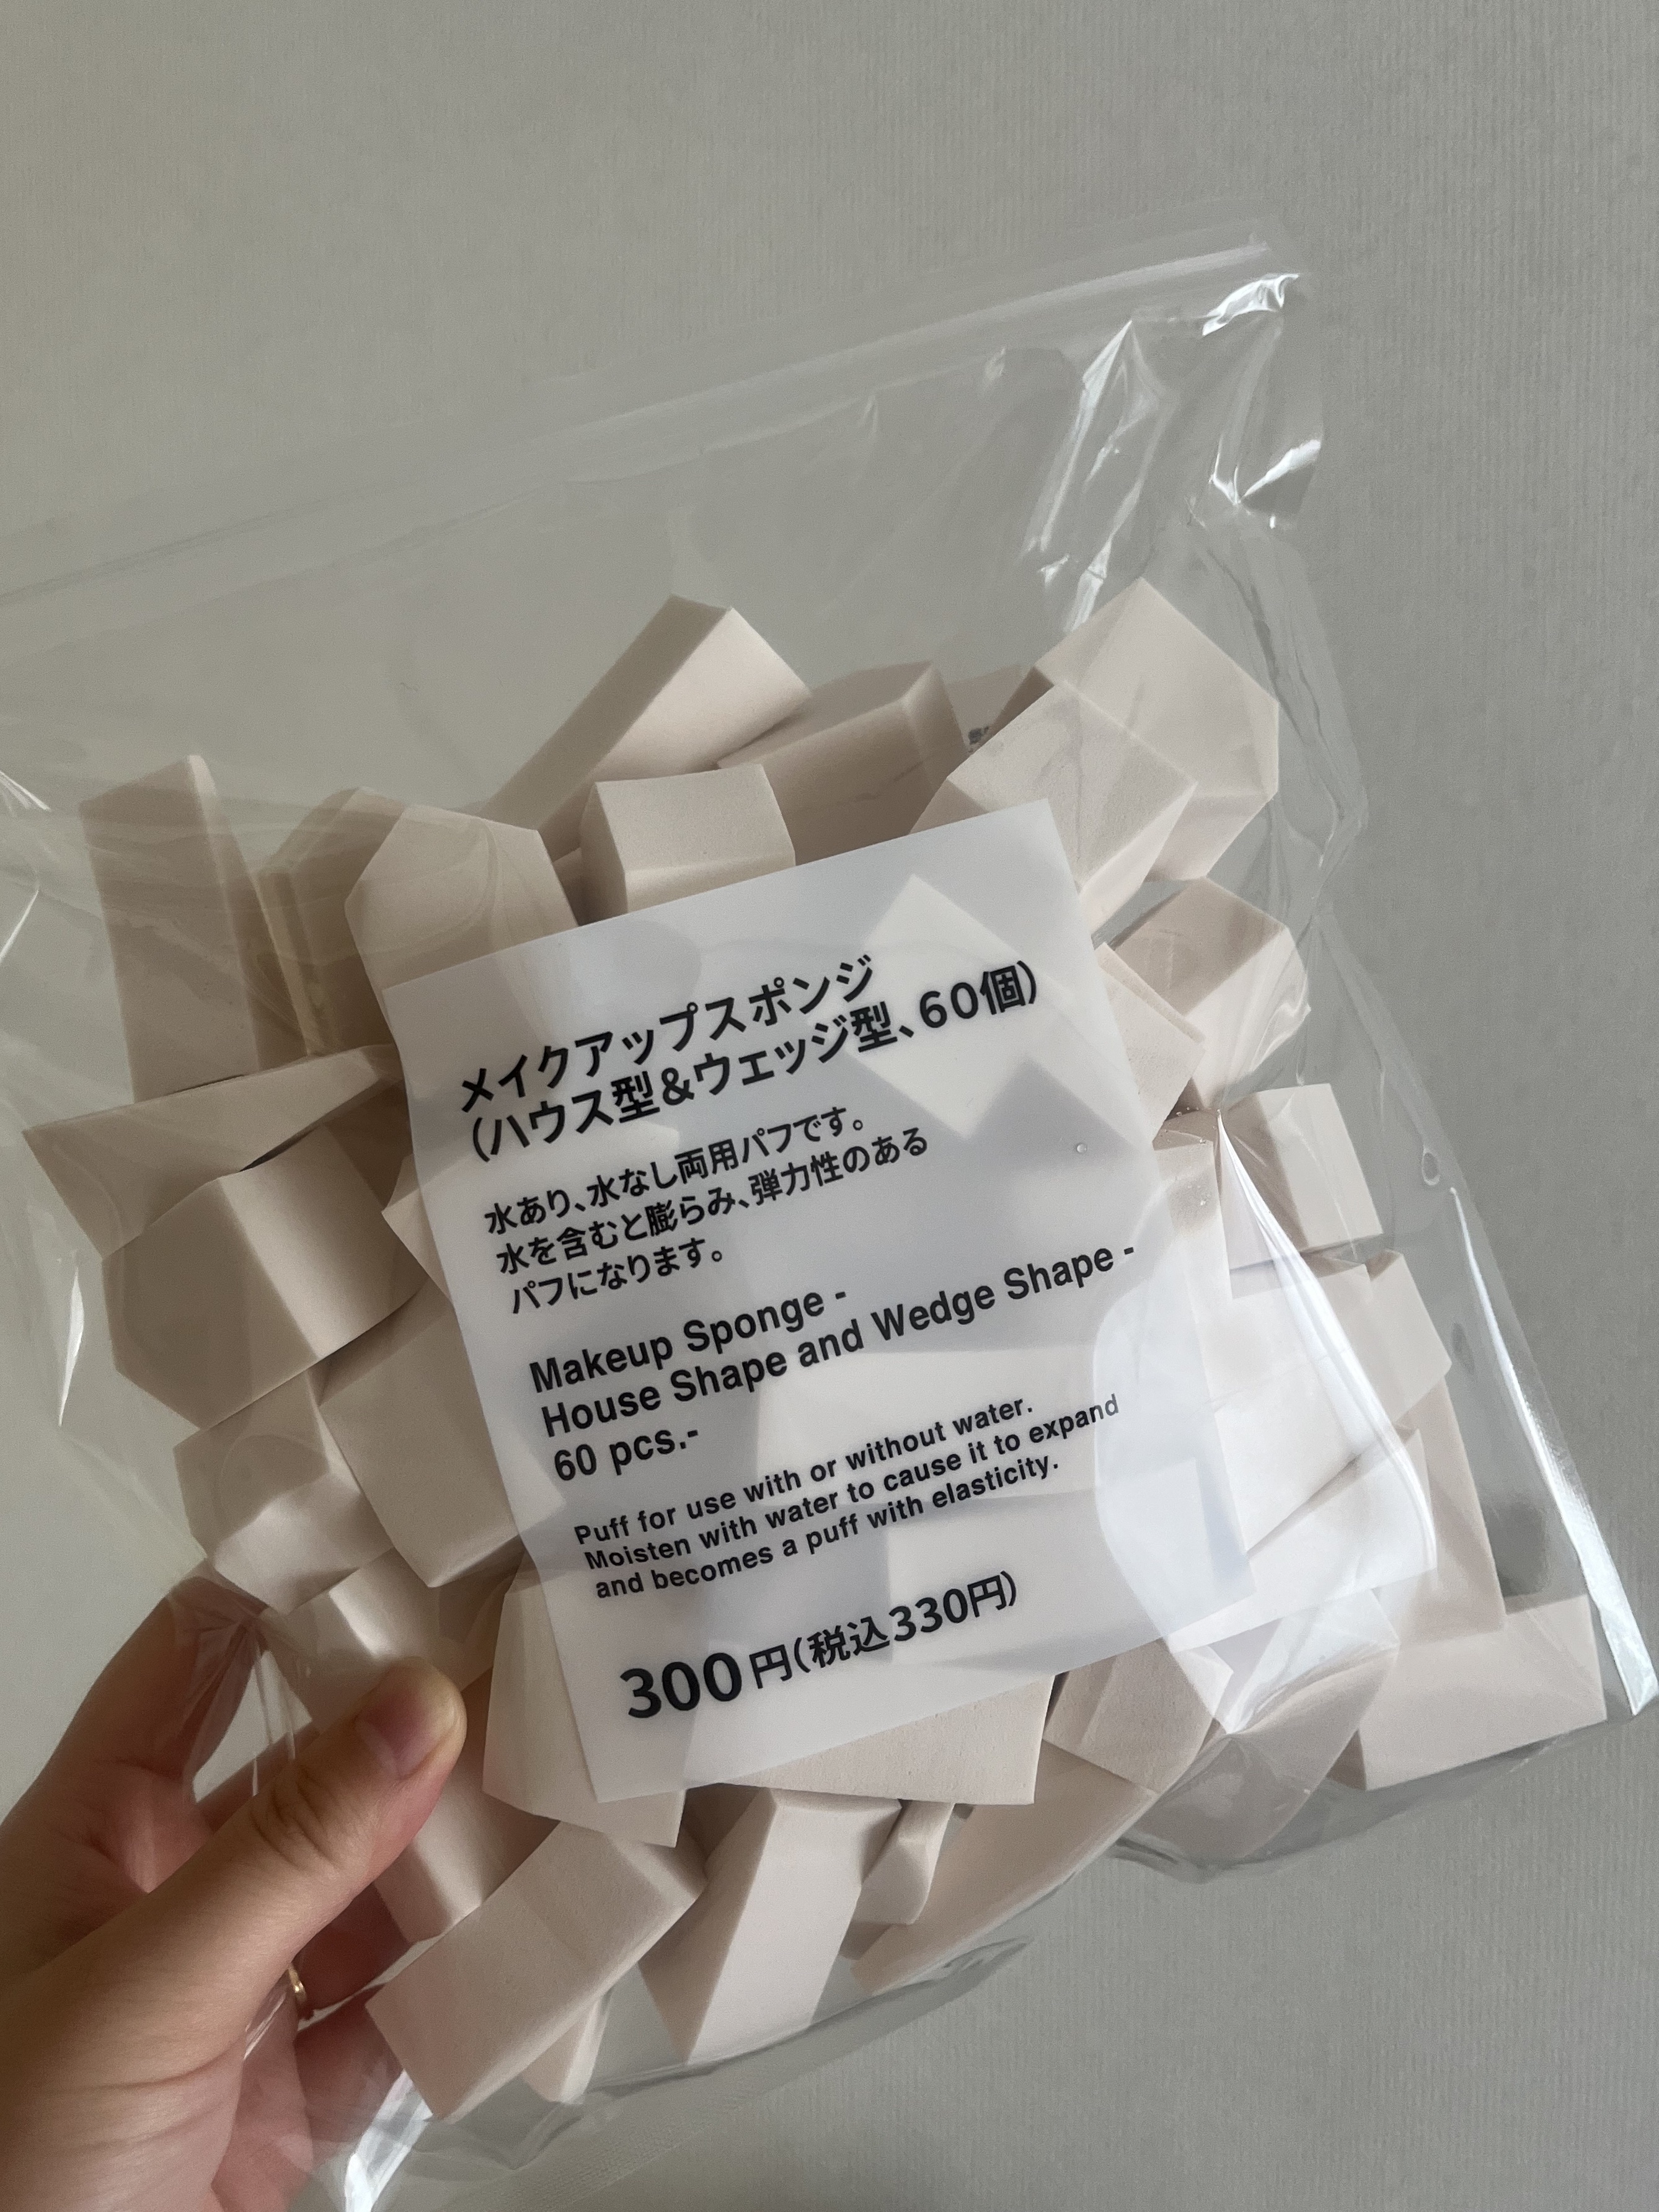 メイクアップスポンジ
(ハウス型&ウェッジ型、60個)
水あり、水なし両用パフです。
水を含むと膨らみ、弾力性のある
パフになります。
Makeup Sponge -
House Shape and Wedge Shape -
60 pcs.-
Puff for use with or without water.
Moisten with water to cause it to expand
and becomes a puff with elasticity.
300円(税込330円)